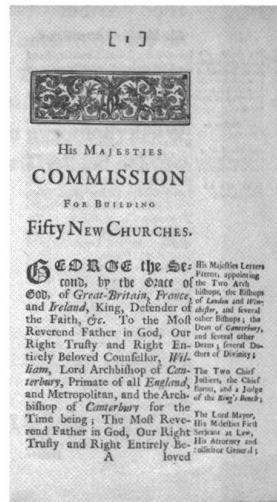 [ 1 ]
His Majesties
COMMISSION
For Building
Fifty New Churches.
GEORGE the Se-
cond, by the Grace of
God, of Great-Britain, France,
and Ireland, King, Defender of
the Faith, &c. To the Most
Reverend Father in God, Our
Right Trusty and Right En-
tirely Beloved Counsellor, Wil-
liam, Lord Archbishop of Can-
terbury, Primate of all England,
and Metropolitan, and the Arch-
bishop of Canterbury for the
Time being; The Most Reve-
rend Father in God, Our Right
Trusty and Right Entirely Be-
A loved
His Majesties Letters
Patent, appointing
the Two Arch
bishops, the Bishops
of London and Win-
chester, and several
other Bishops; the
Dean of Canterbury,
and several other
Deans; several Do-
ctors of Divinity;
The Two Chief
Justices, the Chief
Baron, and a Judge
of the King's Bench;
The Lord Mayor,
His Majesties First
Serjeant at Law,
His Attorney and
Sollicitor General;